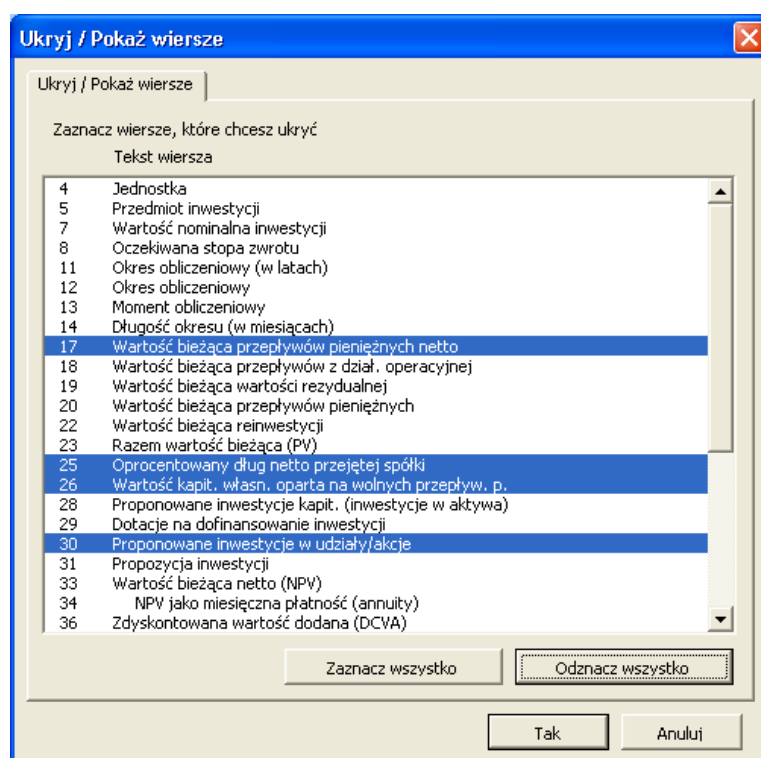 Ukryj / Pokaż wiersze
Ukryj / Pokaż wiersze
Zaznacz wiersze, które chcesz ukryć
Tekst wiersza
4 Jednostka
5 Przedmiot inwestycji
7 Wartość nominalna inwestycji
8 Oczekiwana stopa zwrotu
11 Okres obliczeniowy (w latach)
12 Okres obliczeniowy
13 Moment obliczeniowy
14 Długość okresu (w miesiącach)
17 Wartość bieżąca przepływów pieniężnych netto
18 Wartość bieżąca przepływów z dział. operacyjnej
19 Wartość bieżąca wartości rezydualnej
20 Wartość bieżąca przepływów pieniężnych
22 Wartość bieżąca reinwestycji
23 Razem wartość bieżąca (PV)
25 Oprocentowany dług netto przejętej spółki
26 Wartość kapit. własn. oparta na wolnych przepływ. p.
28 Proponowane inwestycje kapit. (inwestycje w aktywa)
29 Dotacje na dofinansowanie inwestycji
30 Proponowane inwestycje w udziały/akcje
31 Propozycja inwestycji
33 Wartość bieżąca netto (NPV)
34 NPV jako miesięczna płatność (annuity)
36 Zdyskontowana wartość dodana (DCVA)
Zaznacz wszystko
Odznacz wszystko
Tak
Anuluj